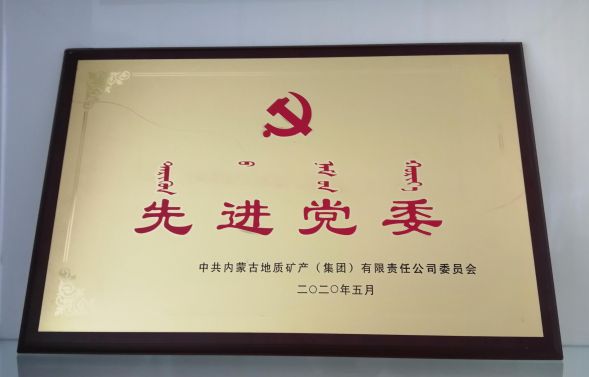 先进党委
中共内蒙古地质矿产（集团）有限责任公司委员会
二〇二〇年五月